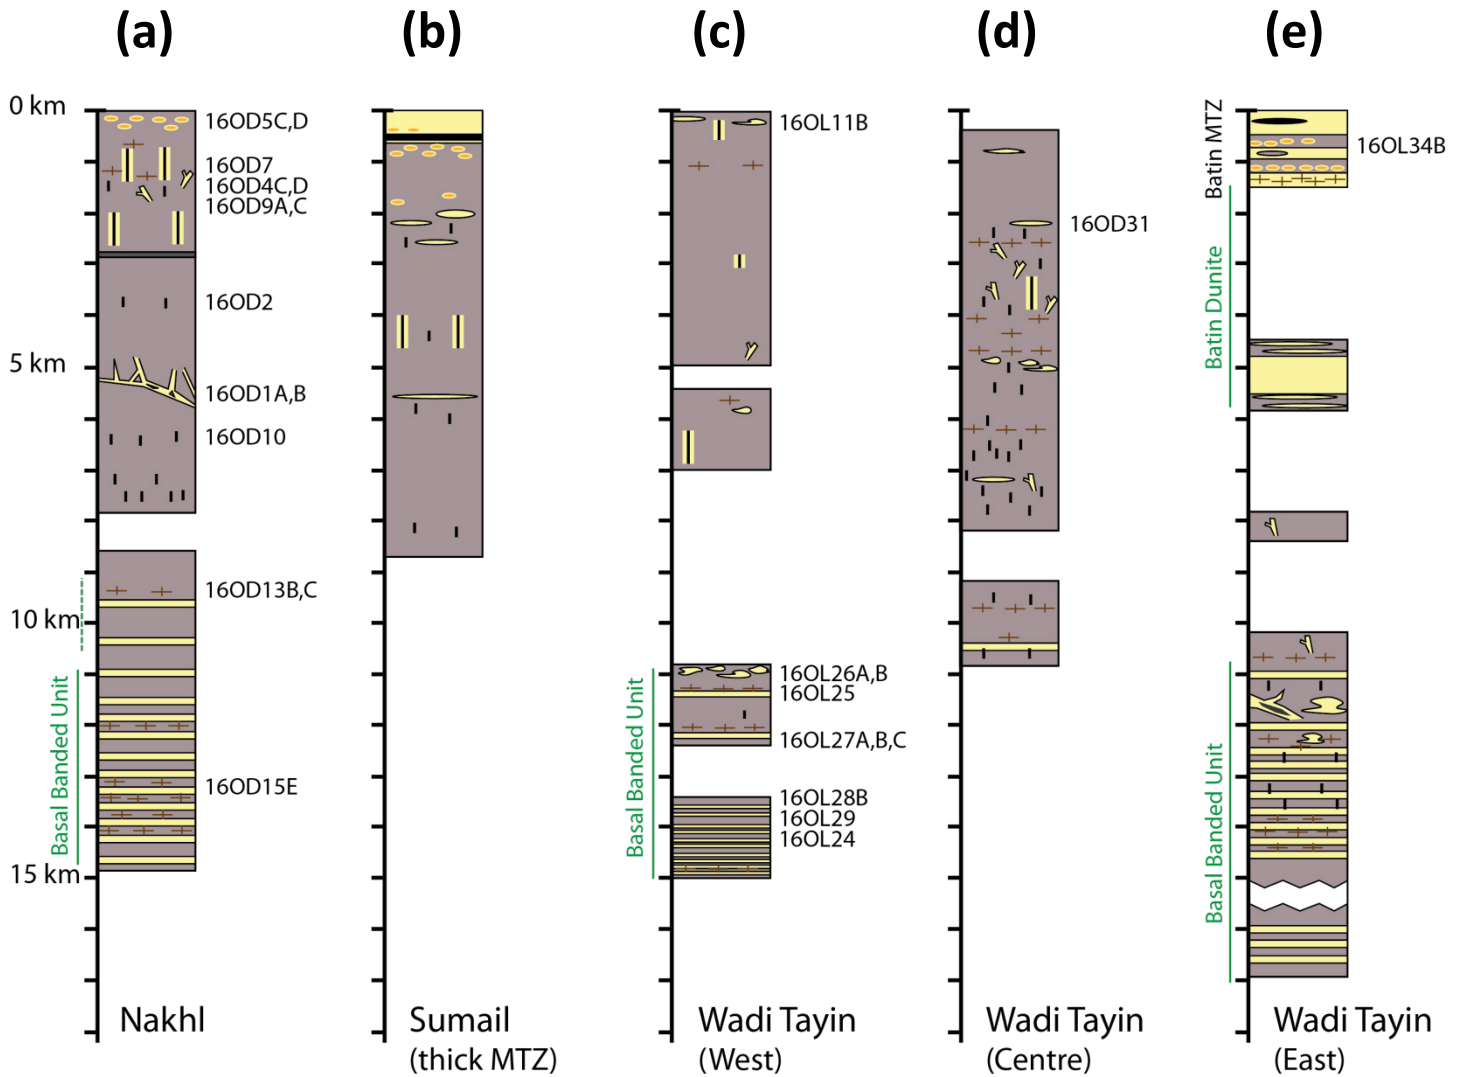 (a)
(b)
(c)
(d)
(e)
0 km
5 km
10 km
15 km
16OD5C,D
16OD7
16OD4C,D
16OD9A,C
16OD2
16OD1A,B
16OD10
16OD13B,C
16OD15E
Basal Banded Unit
Nakhl
Sumail
(thick MTZ)
16OL11B
16OL26A,B
16OL25
16OL27A,B,C
16OL28B
16OL29
16OL24
Basal Banded Unit
Wadi Tayin
(West)
16OD31
Wadi Tayin
(Centre)
Batin MTZ
16OL34B
Batin Dunite
Basal Banded Unit
Wadi Tayin
(East)